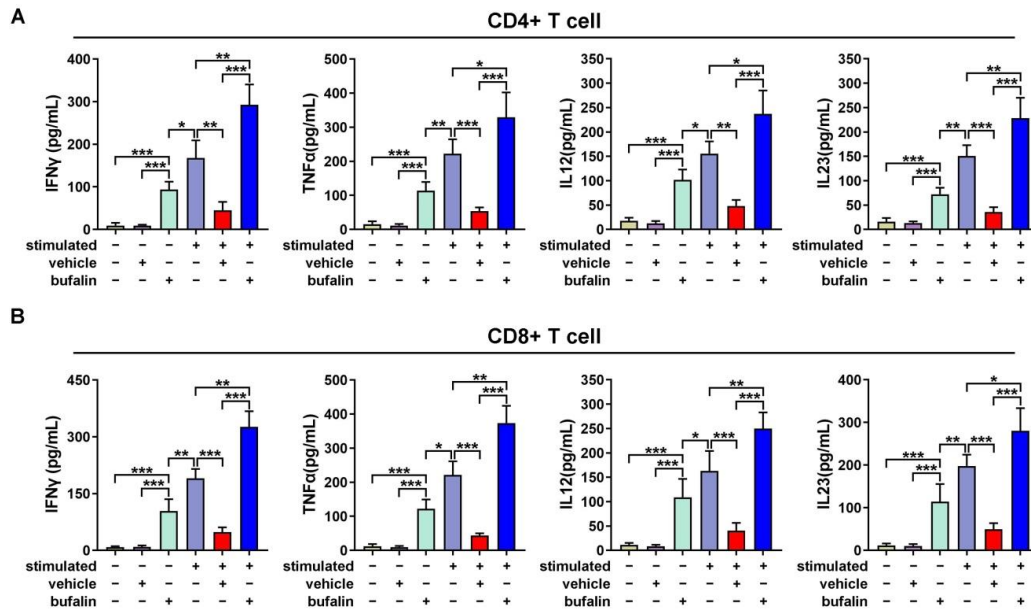 A
CD4+ T cell
IFNγ (pg/mL)
400
300
200
100
0
*** *** * ** *** **
TNFα(pg/mL)
500
400
300
200
100
0
*** *** ** *** *** *
IL12(pg/mL)
350
300
250
200
150
100
50
0
*** *** * ** *** *
IL23(pg/mL)
350
300
250
200
150
100
50
0
*** *** ** *** *** **
stimulated − − − + + +
vehicle − + − − + −
bufalin − − + − − +
stimulated − − − + + +
vehicle − + − − + −
bufalin − − + − − +
stimulated − − − + + +
vehicle − + − − + −
bufalin − − + − − +
stimulated − − − + + +
vehicle − + − − + −
bufalin − − + − − +
B
CD8+ T cell
IFNγ (pg/mL)
450
300
150
0
*** *** ** *** *** **
TNFα(pg/mL)
500
400
300
200
100
0
*** *** * *** *** **
IL12(pg/mL)
350
300
250
200
150
100
50
0
*** *** * *** *** **
IL23(pg/mL)
400
300
200
100
0
*** *** ** *** *** *
stimulated − − − + + +
vehicle − + − − + −
bufalin − − + − − +
stimulated − − − + + +
vehicle − + − − + −
bufalin − − + − − +
stimulated − − − + + +
vehicle − + − − + −
bufalin − − + − − +
stimulated − − − + + +
vehicle − + − − + −
bufalin − − + − − +